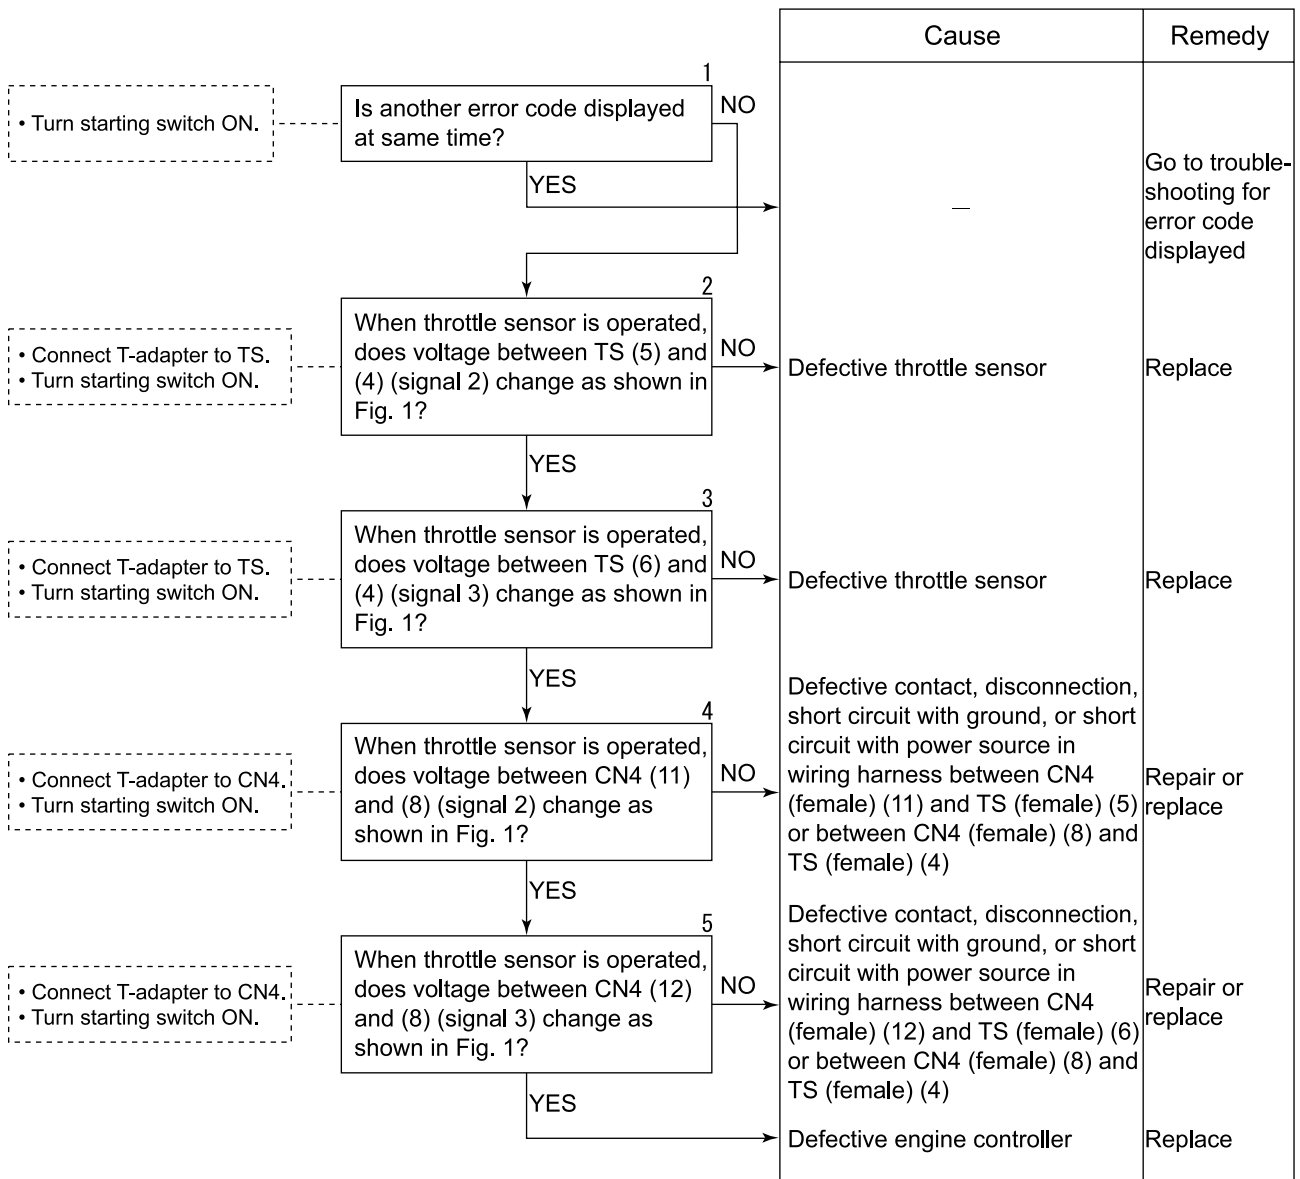 Cause
Remedy
1
• Turn starting switch ON.
Is another error code displayed
at same time?
NO
YES
—
Go to trouble-
shooting for
error code
displayed
2
• Connect T-adapter to TS.
• Turn starting switch ON.
When throttle sensor is operated,
does voltage between TS (5) and
(4) (signal 2) change as shown in
Fig. 1?
NO
Defective throttle sensor
Replace
YES
3
• Connect T-adapter to TS.
• Turn starting switch ON.
When throttle sensor is operated,
does voltage between TS (6) and
(4) (signal 3) change as shown in
Fig. 1?
NO
Defective throttle sensor
Replace
YES
4
• Connect T-adapter to CN4.
• Turn starting switch ON.
When throttle sensor is operated,
does voltage between CN4 (11)
and (8) (signal 2) change as
shown in Fig. 1?
NO
Defective contact, disconnection,
short circuit with ground, or short
circuit with power source in
wiring harness between CN4
(female) (11) and TS (female) (5)
or between CN4 (female) (8) and
TS (female) (4)
Repair or
replace
YES
5
• Connect T-adapter to CN4.
• Turn starting switch ON.
When throttle sensor is operated,
does voltage between CN4 (12)
and (8) (signal 3) change as
shown in Fig. 1?
NO
Defective contact, disconnection,
short circuit with ground, or short
circuit with power source in
wiring harness between CN4
(female) (12) and TS (female) (6)
or between CN4 (female) (8) and
TS (female) (4)
Repair or
replace
YES
Defective engine controller
Replace